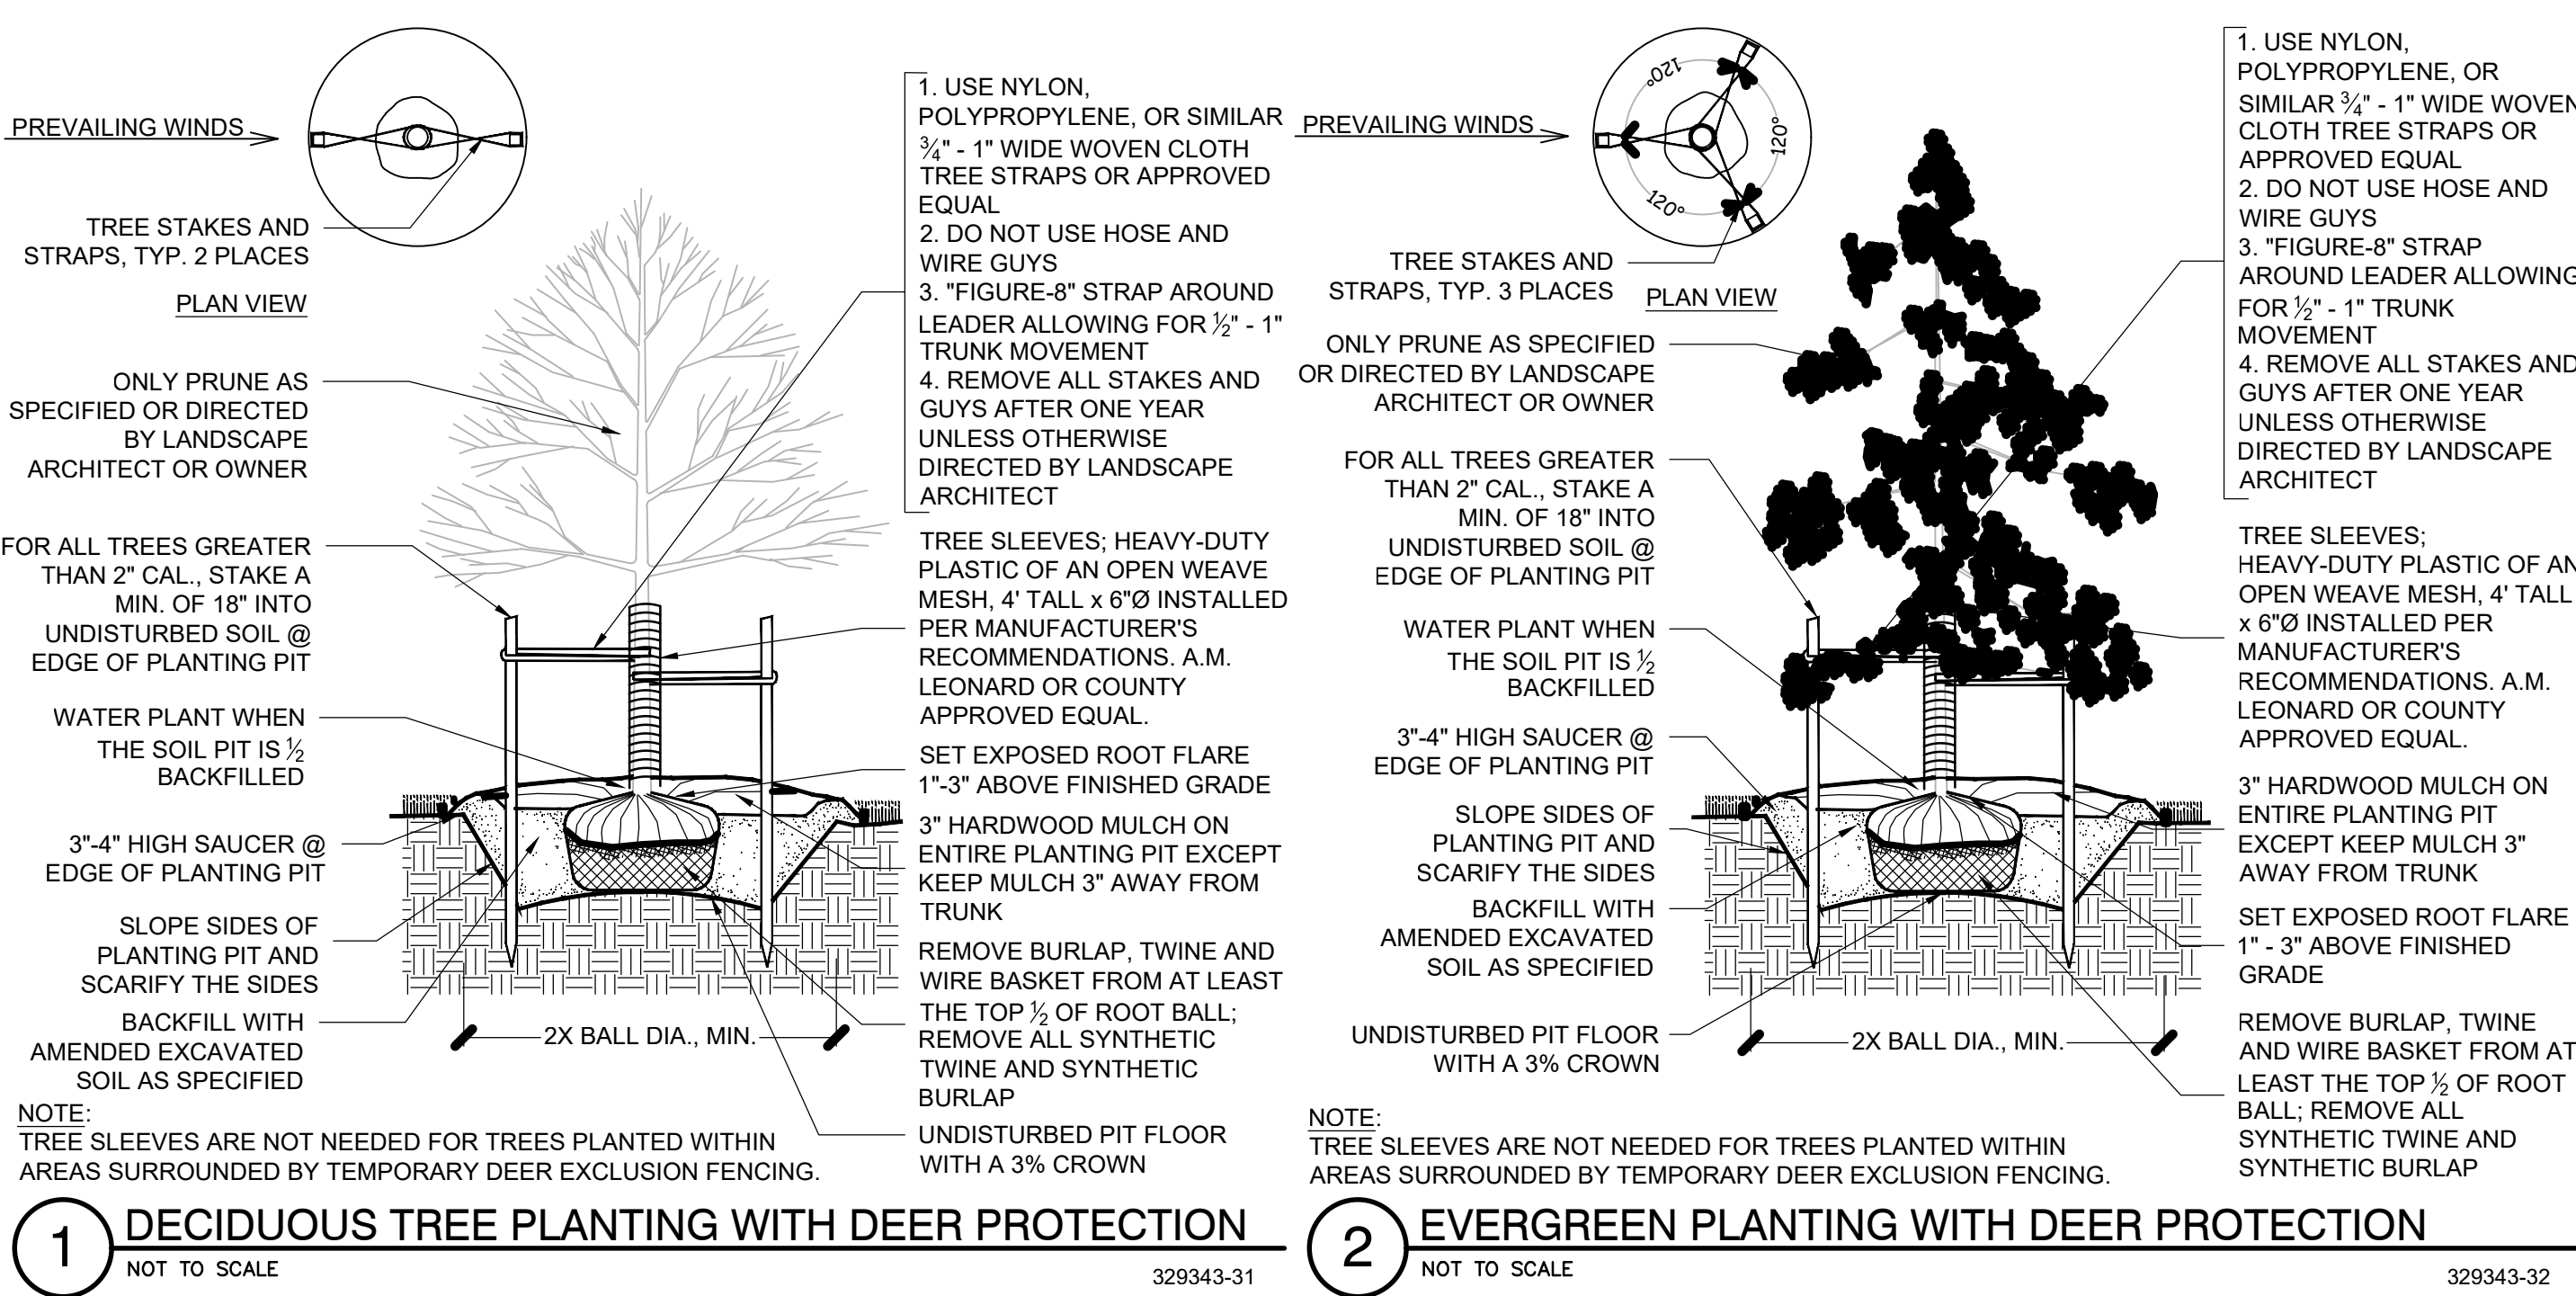 PREVAILING WINDS
TREE STAKES AND
STRAPS, TYP. 2 PLACES
PLAN VIEW
ONLY PRUNE AS
SPECIFIED OR DIRECTED
BY LANDSCAPE
ARCHITECT OR OWNER
FOR ALL TREES GREATER
THAN 2" CAL., STAKE A
MIN. OF 18" INTO
UNDISTURBED SOIL @
EDGE OF PLANTING PIT
WATER PLANT WHEN
THE SOIL PIT IS ½
BACKFILLED
3"-4" HIGH SAUCER @
EDGE OF PLANTING PIT
SLOPE SIDES OF
PLANTING PIT AND
SCARIFY THE SIDES
BACKFILL WITH
AMENDED EXCAVATED
SOIL AS SPECIFIED
2X BALL DIA., MIN.
1. USE NYLON,
POLYPROPYLENE, OR SIMILAR
¾" - 1" WIDE WOVEN CLOTH
TREE STRAPS OR APPROVED
EQUAL
2. DO NOT USE HOSE AND
WIRE GUYS
3. "FIGURE-8" STRAP AROUND
LEADER ALLOWING FOR ½" - 1"
TRUNK MOVEMENT
4. REMOVE ALL STAKES AND
GUYS AFTER ONE YEAR
UNLESS OTHERWISE
DIRECTED BY LANDSCAPE
ARCHITECT
TREE SLEEVES; HEAVY-DUTY
PLASTIC OF AN OPEN WEAVE
MESH, 4' TALL x 6"Ø INSTALLED
PER MANUFACTURER'S
RECOMMENDATIONS. A.M.
LEONARD OR COUNTY
APPROVED EQUAL.
SET EXPOSED ROOT FLARE
1"-3" ABOVE FINISHED GRADE
3" HARDWOOD MULCH ON
ENTIRE PLANTING PIT EXCEPT
KEEP MULCH 3" AWAY FROM
TRUNK
REMOVE BURLAP, TWINE AND
WIRE BASKET FROM AT LEAST
THE TOP ½ OF ROOT BALL;
REMOVE ALL SYNTHETIC
TWINE AND SYNTHETIC
BURLAP
UNDISTURBED PIT FLOOR
WITH A 3% CROWN
NOTE:
TREE SLEEVES ARE NOT NEEDED FOR TREES PLANTED WITHIN
AREAS SURROUNDED BY TEMPORARY DEER EXCLUSION FENCING.
1 DECIDUOUS TREE PLANTING WITH DEER PROTECTION
NOT TO SCALE
329343-31
PREVAILING WINDS
120°
120°
120°
TREE STAKES AND
STRAPS, TYP. 3 PLACES
PLAN VIEW
ONLY PRUNE AS SPECIFIED
OR DIRECTED BY LANDSCAPE
ARCHITECT OR OWNER
FOR ALL TREES GREATER
THAN 2" CAL., STAKE A
MIN. OF 18" INTO
UNDISTURBED SOIL @
EDGE OF PLANTING PIT
WATER PLANT WHEN
THE SOIL PIT IS ½
BACKFILLED
3"-4" HIGH SAUCER @
EDGE OF PLANTING PIT
SLOPE SIDES OF
PLANTING PIT AND
SCARIFY THE SIDES
BACKFILL WITH
AMENDED EXCAVATED
SOIL AS SPECIFIED
UNDISTURBED PIT FLOOR
WITH A 3% CROWN
2X BALL DIA., MIN.
1. USE NYLON,
POLYPROPYLENE, OR
SIMILAR ¾" - 1" WIDE WOVEN
CLOTH TREE STRAPS OR
APPROVED EQUAL
2. DO NOT USE HOSE AND
WIRE GUYS
3. "FIGURE-8" STRAP
AROUND LEADER ALLOWING
FOR ½" - 1" TRUNK
MOVEMENT
4. REMOVE ALL STAKES AND
GUYS AFTER ONE YEAR
UNLESS OTHERWISE
DIRECTED BY LANDSCAPE
ARCHITECT
TREE SLEEVES;
HEAVY-DUTY PLASTIC OF AN
OPEN WEAVE MESH, 4' TALL
x 6"Ø INSTALLED PER
MANUFACTURER'S
RECOMMENDATIONS. A.M.
LEONARD OR COUNTY
APPROVED EQUAL.
3" HARDWOOD MULCH ON
ENTIRE PLANTING PIT
EXCEPT KEEP MULCH 3"
AWAY FROM TRUNK
SET EXPOSED ROOT FLARE
1" - 3" ABOVE FINISHED
GRADE
REMOVE BURLAP, TWINE
AND WIRE BASKET FROM AT
LEAST THE TOP ½ OF ROOT
BALL; REMOVE ALL
SYNTHETIC TWINE AND
SYNTHETIC BURLAP
NOTE:
TREE SLEEVES ARE NOT NEEDED FOR TREES PLANTED WITHIN
AREAS SURROUNDED BY TEMPORARY DEER EXCLUSION FENCING.
2 EVERGREEN PLANTING WITH DEER PROTECTION
NOT TO SCALE
329343-32